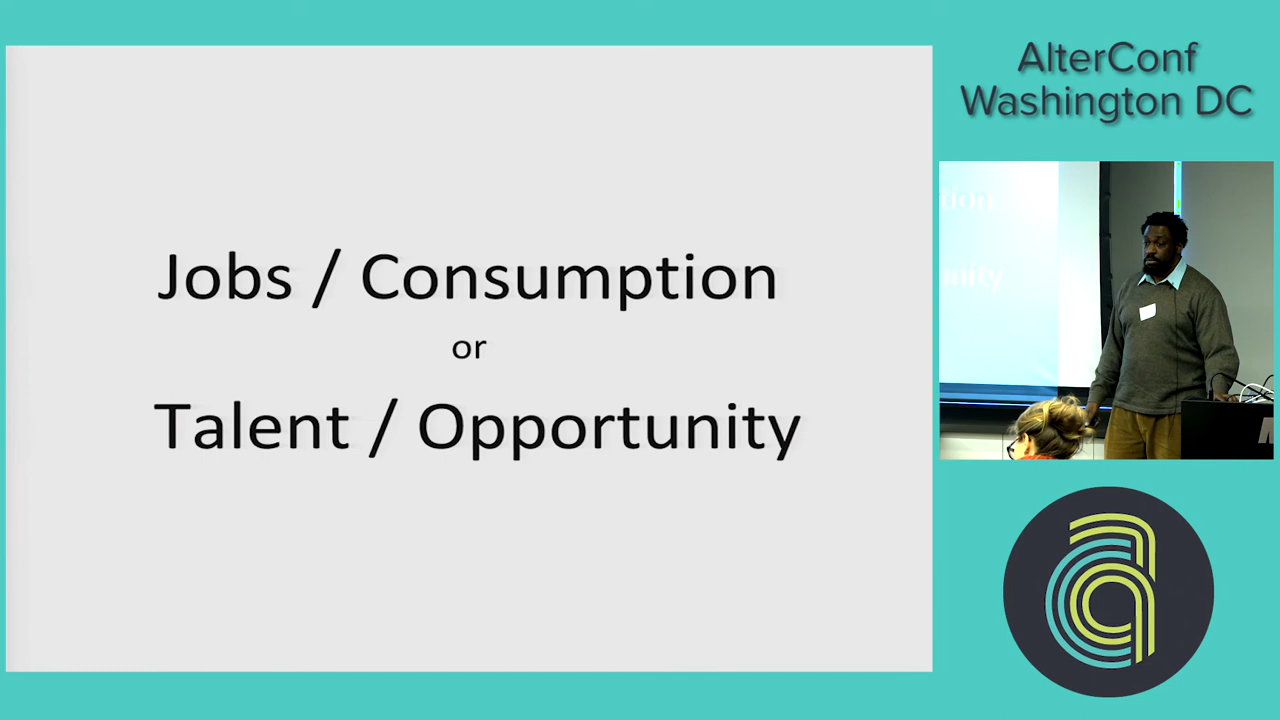 Jobs / Consumption
or
Talent / Opportunity
AlterConf
Washington DC